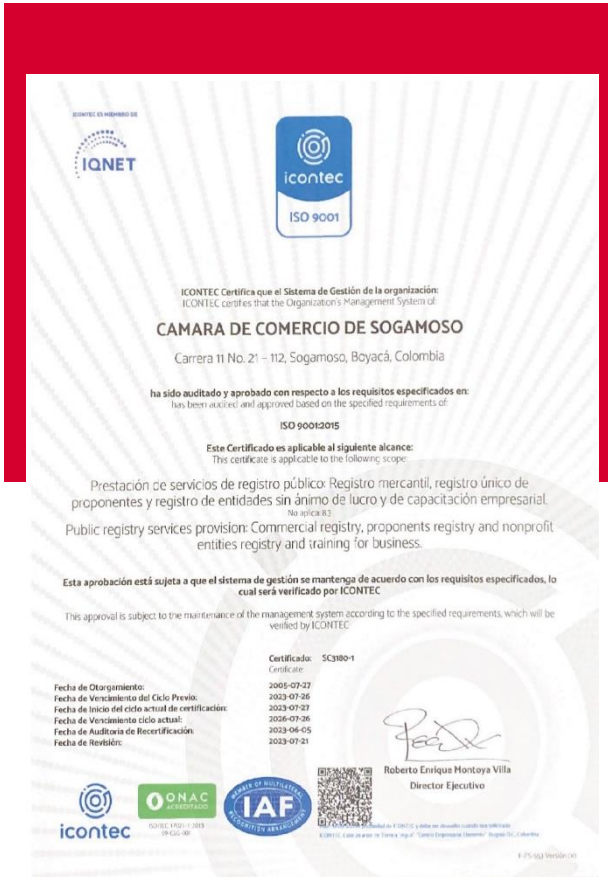 ICONTEC ES MIEMBRO DE
IQNET
icontec
ISO 9001
ICONTEC Certifica que el Sistema de Gestión de la organización:
ICONTEC certifies that the Organization's Management System of:
CAMARA DE COMERCIO DE SOGAMOSO
Carrera 11 No. 21 – 112, Sogamoso, Boyacá, Colombia
ha sido auditado y aprobado con respecto a los requisitos especificados en:
has been audited and approved based on the specified requirements of:
ISO 9001:2015
Este Certificado es aplicable al siguiente alcance:
This certificate is applicable to the following scope:
Prestación de servicios de registro público: Registro mercantil, registro único de
proponentes y registro de entidades sin ánimo de lucro y de capacitación empresarial.
No aplica 8.3
Public registry services provision: Commercial registry, proponents registry and nonprofit
entities registry and training for business.
Esta aprobación está sujeta a que el sistema de gestión se mantenga de acuerdo con los requisitos especificados, lo
cual será verificado por ICONTEC
This approval is subject to the maintenance of the management system according to the specified requirements, which will be
verified by ICONTEC
Certificado: SC3180-1
Certificate
Fecha de Otorgamiento: 2005-07-27
Fecha de Vencimiento del Ciclo Previo: 2023-07-26
Fecha de Inicio del ciclo actual de certificación: 2023-07-27
Fecha de Vencimiento ciclo actual: 2026-07-26
Fecha de Auditoria de Recertificación: 2023-06-05
Fecha de Revisión: 2023-07-21
Roberto Enrique Montoya Villa
Director Ejecutivo
icontec
ONAC
ACREDITADO
MEMBER OF MULTILATERAL
IAF
RECOGNITION ARRANGEMENT